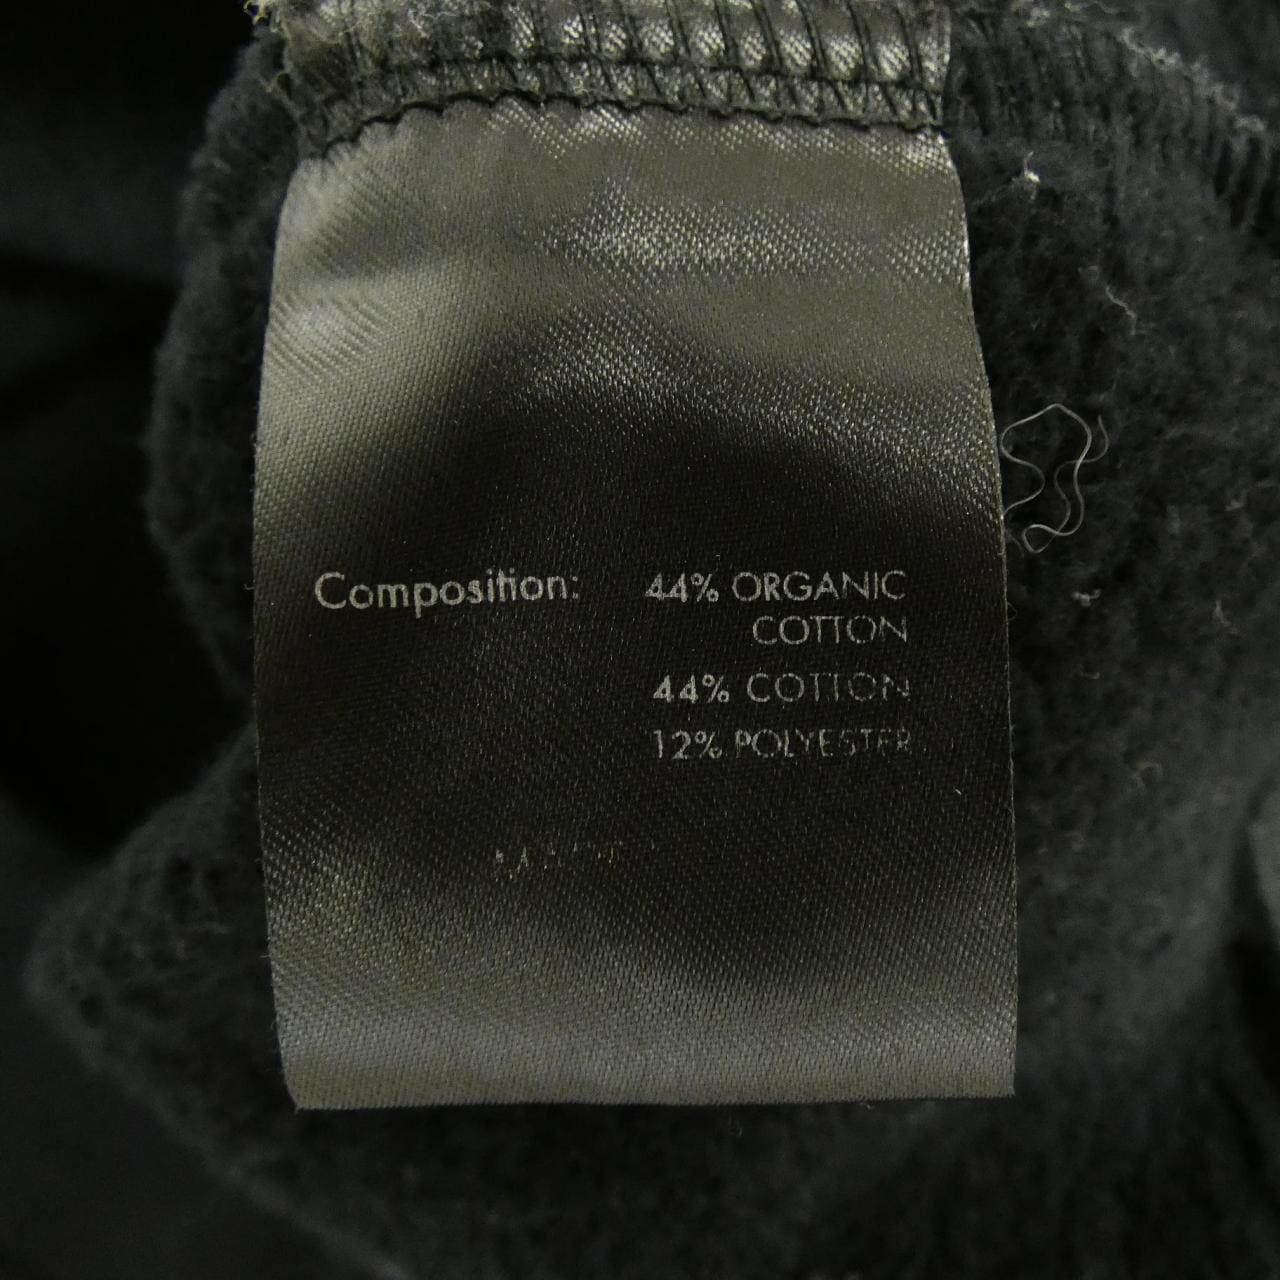 Composition: 44% ORGANIC
COTTON
44% COTTON
12% POLYESTER